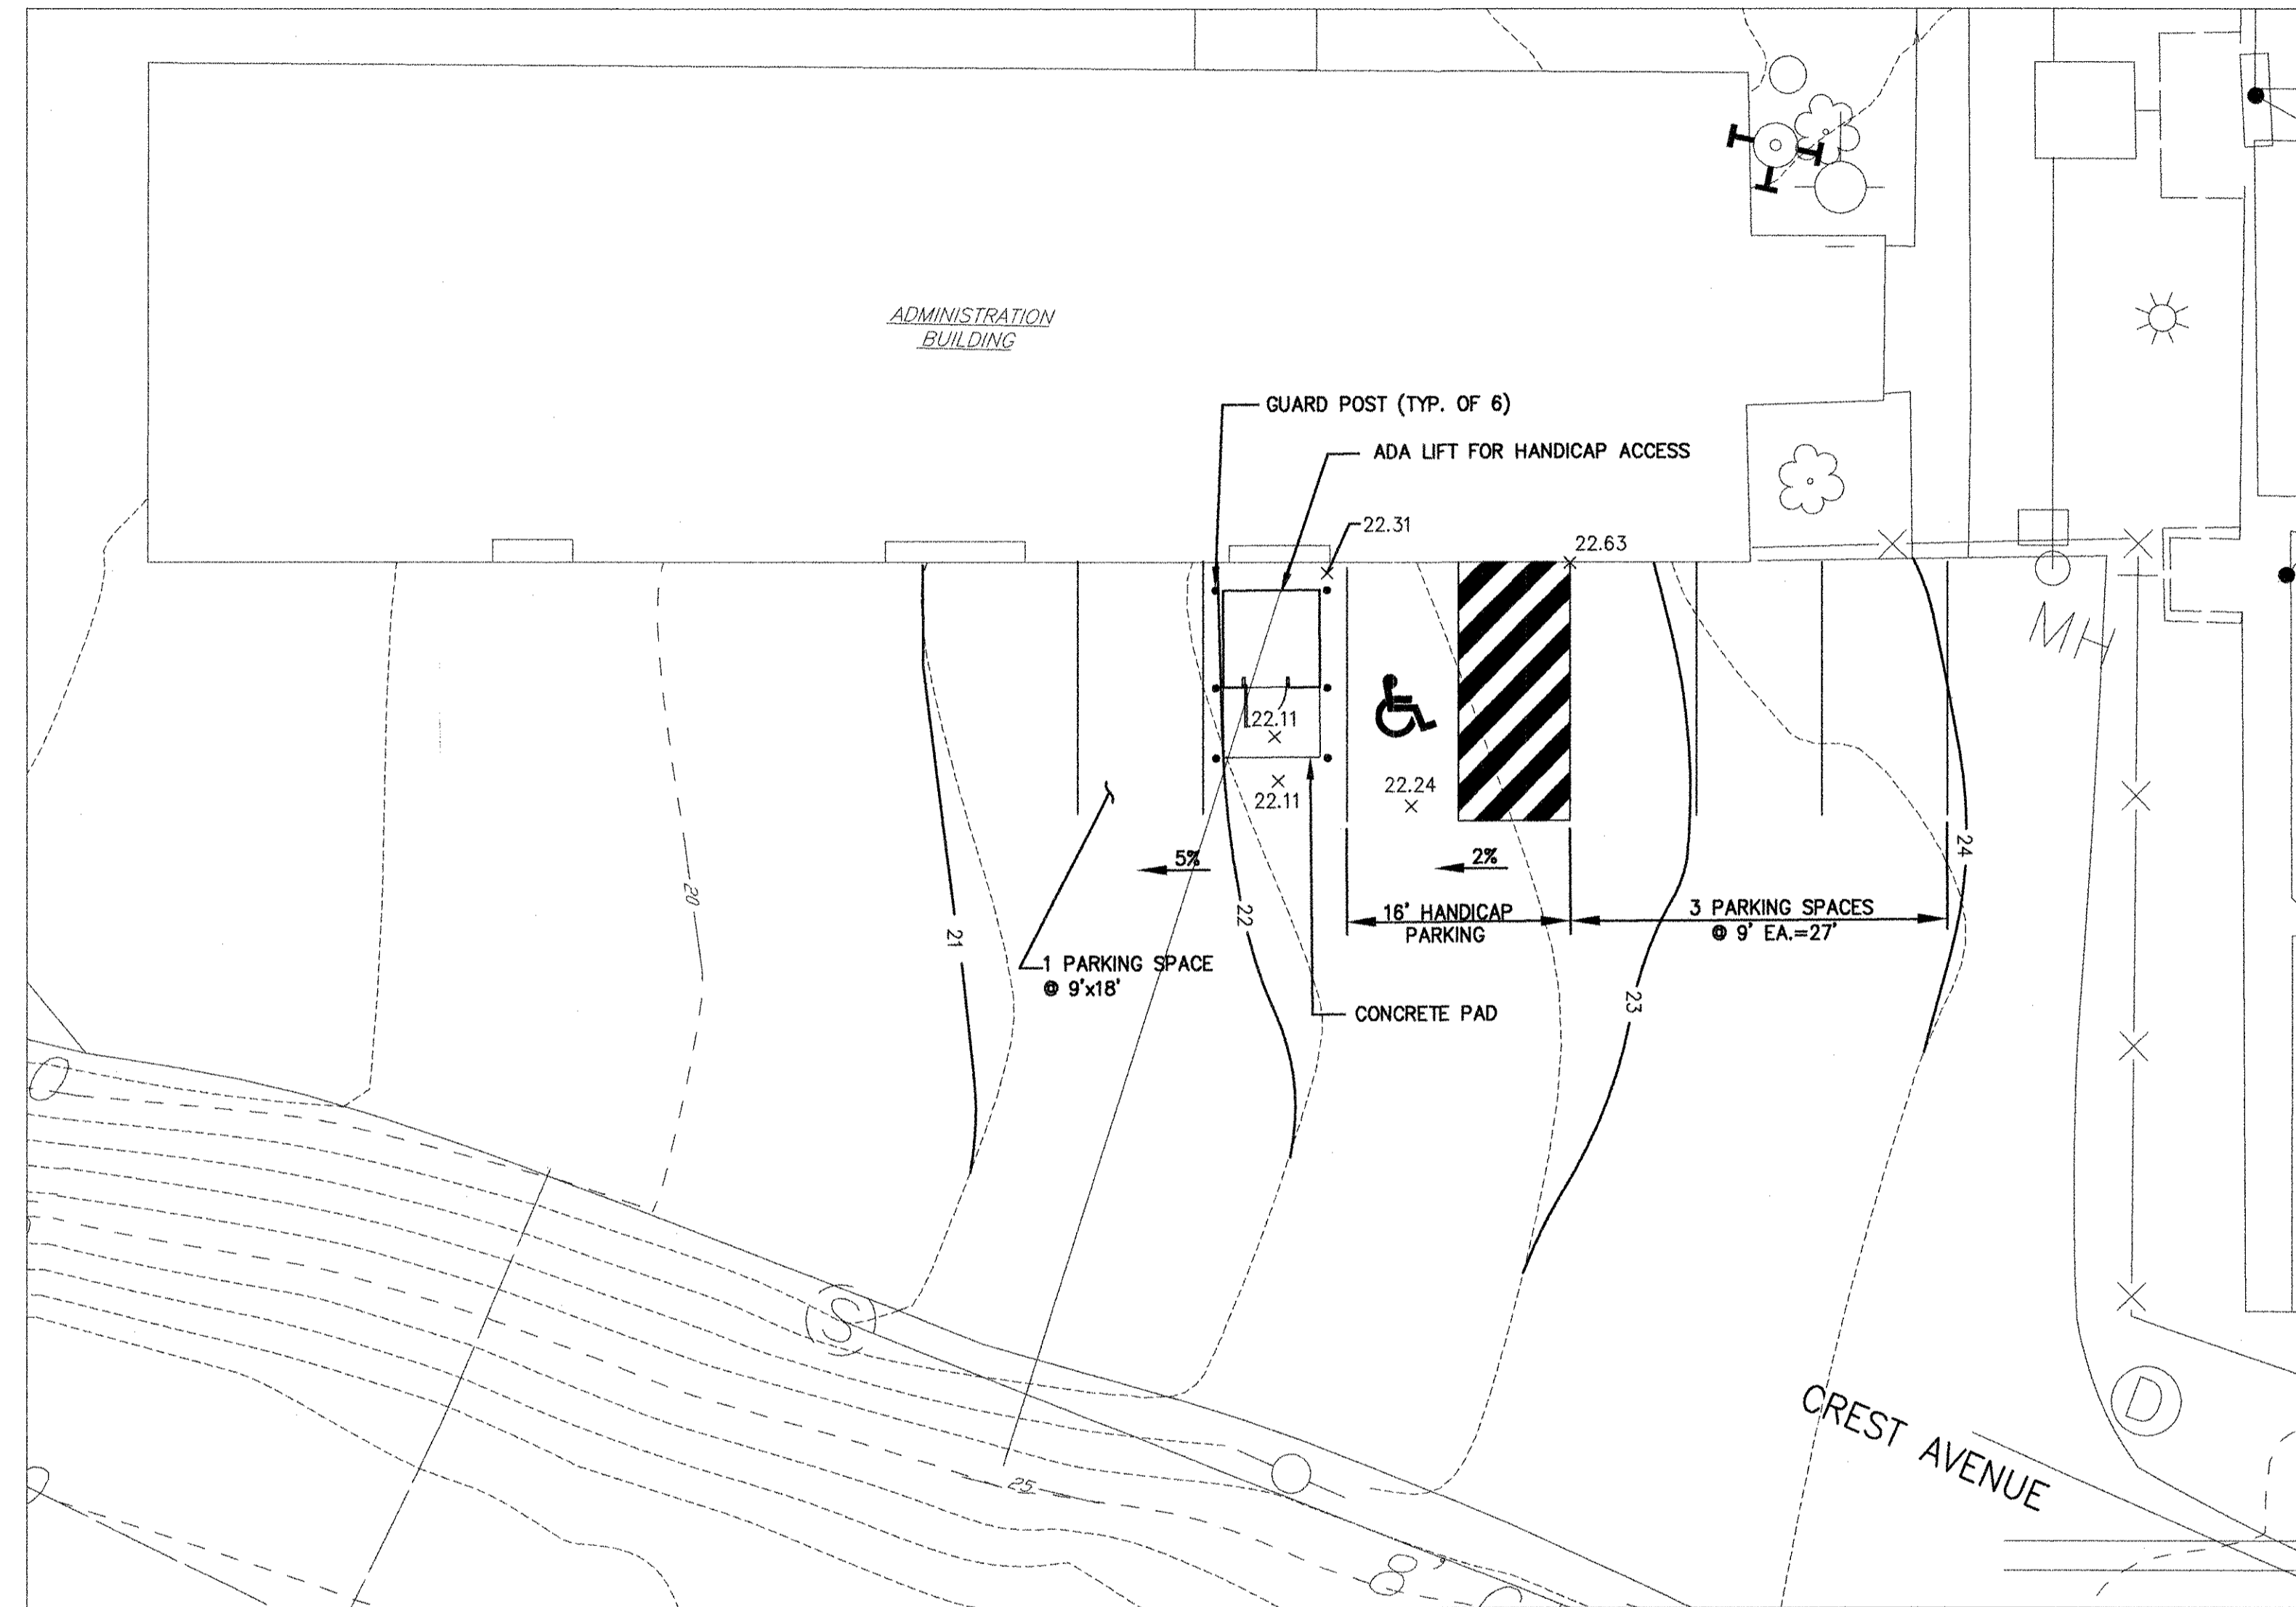 ADMINISTRATION
BUILDING
GUARD POST (TYP. OF 6)
ADA LIFT FOR HANDICAP ACCESS
22.31
22.63
MH
22.11
22.11
22.24
5%
2%
20
21
22
23
24
16' HANDICAP
PARKING
3 PARKING SPACES
@ 9' EA.=27'
1 PARKING SPACE
@ 9'x18'
CONCRETE PAD
S
D
CREST AVENUE
25
8'